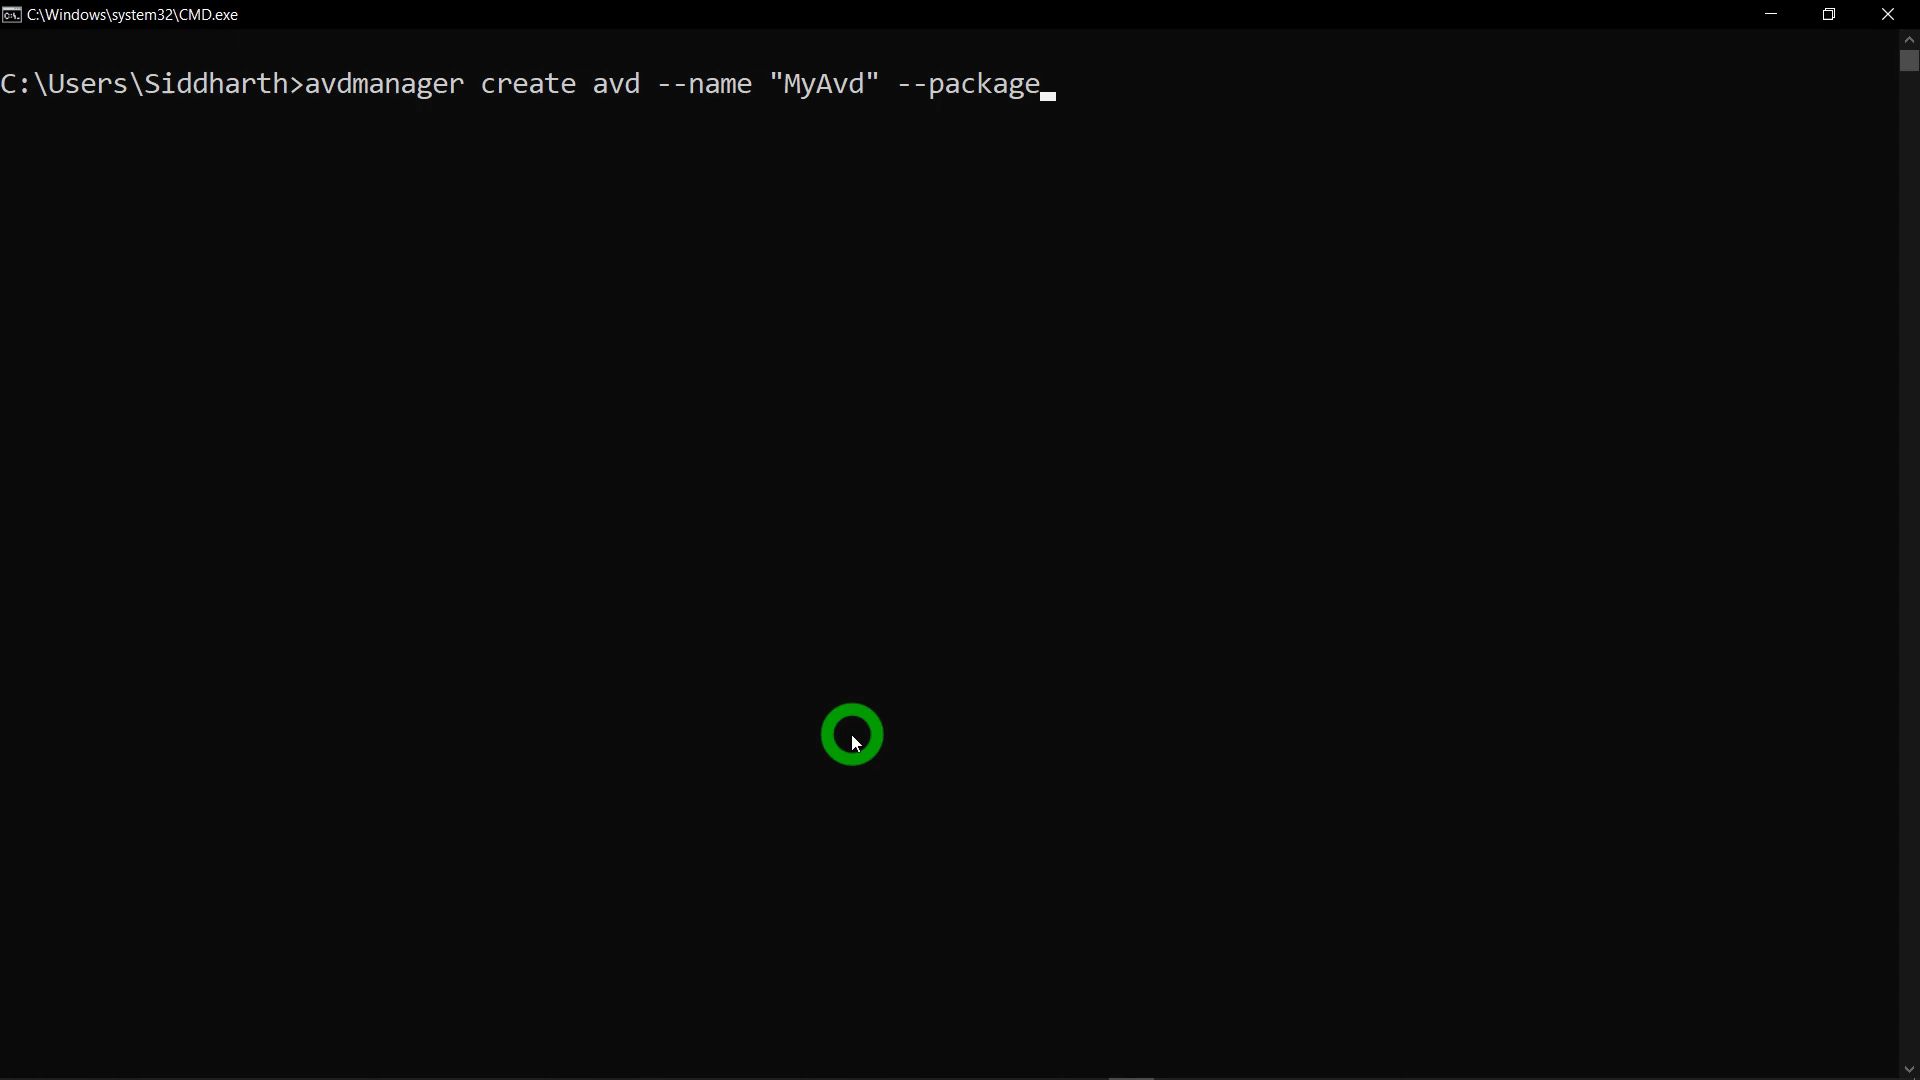 C:\Windows\system32\CMD.exe
C:\Users\Siddharth>avdmanager create avd --name "MyAvd" --package